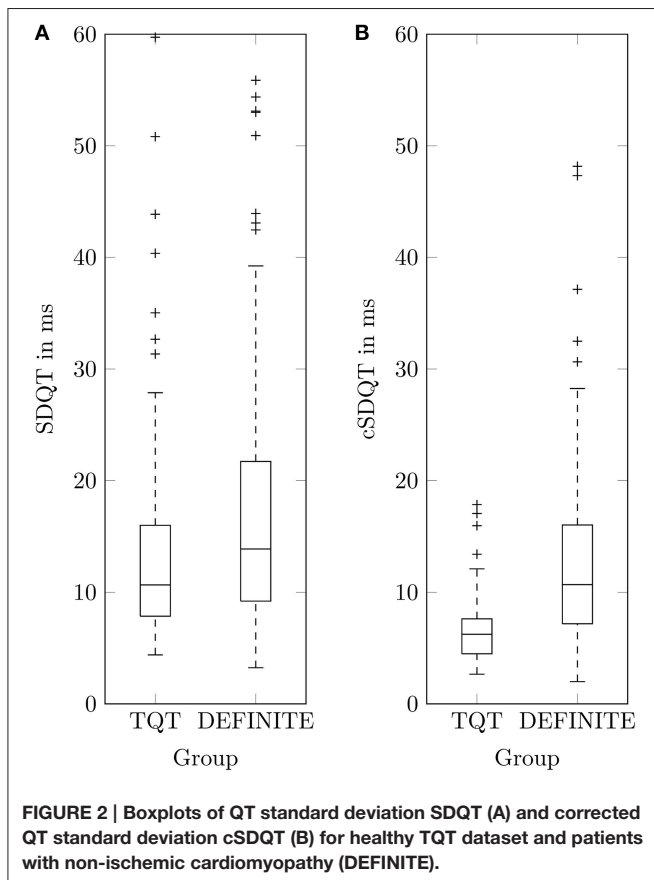 A
60
50
40
30
20
10
0
SDQT in ms
TQT DEFINITE
Group
B
60
50
40
30
20
10
0
cSDQT in ms
TQT DEFINITE
Group
FIGURE 2 | Boxplots of QT standard deviation SDQT (A) and corrected
QT standard deviation cSDQT (B) for healthy TQT dataset and patients
with non-ischemic cardiomyopathy (DEFINITE).